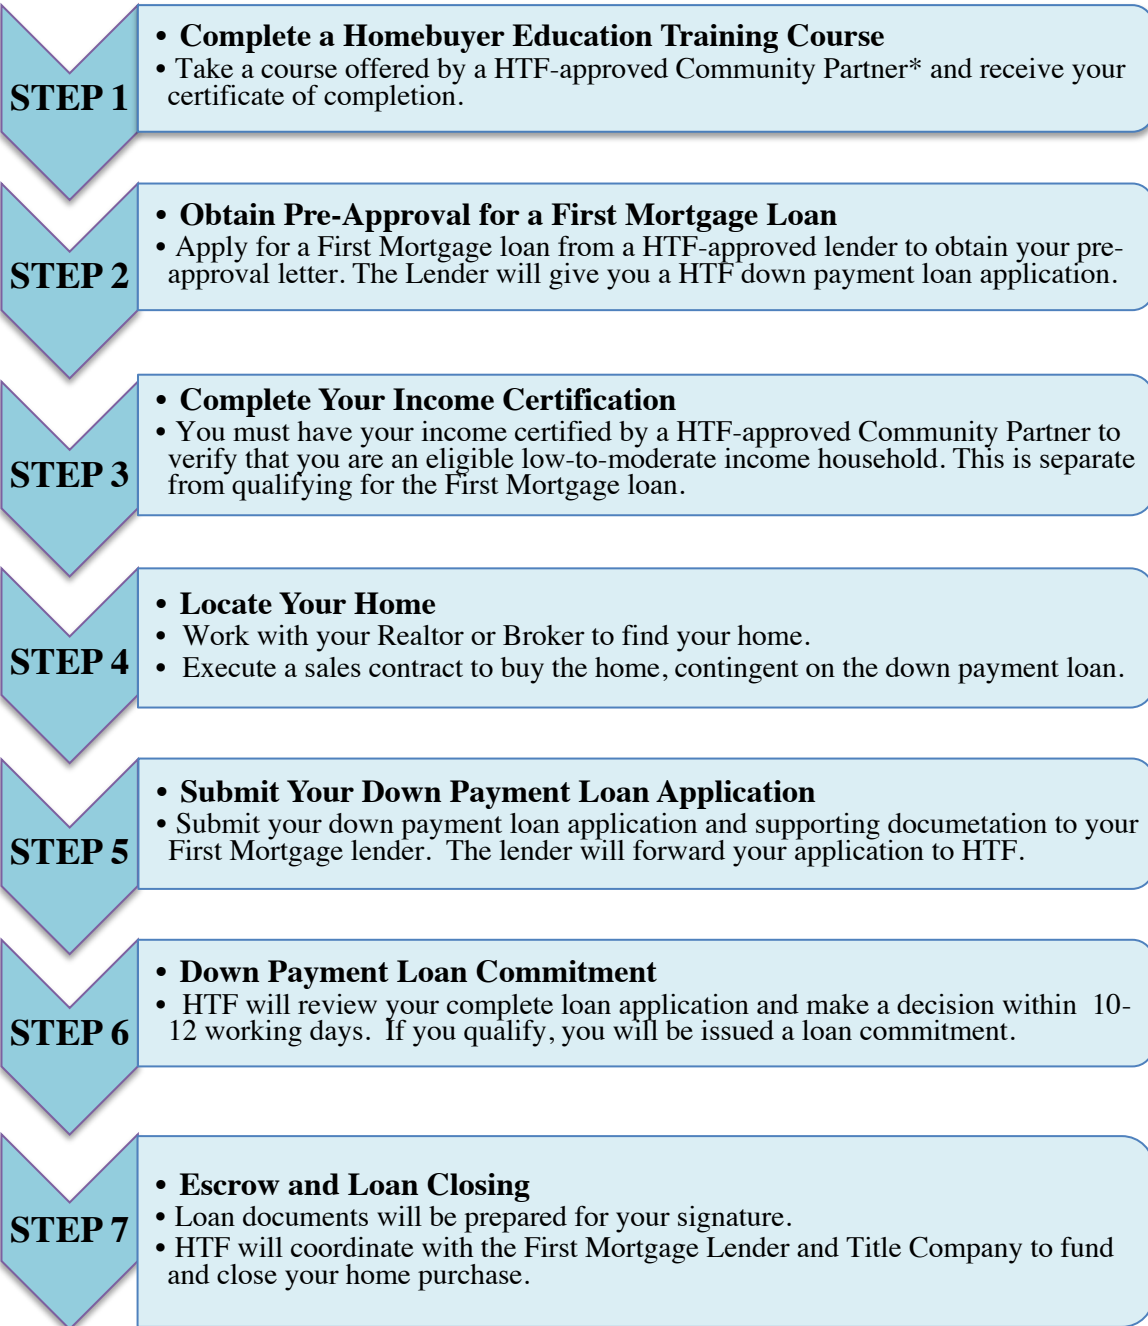 STEP 1
• Complete a Homebuyer Education Training Course
• Take a course offered by a HTF-approved Community Partner* and receive your
certificate of completion.
STEP 2
• Obtain Pre-Approval for a First Mortgage Loan
• Apply for a First Mortgage loan from a HTF-approved lender to obtain your pre-
approval letter. The Lender will give you a HTF down payment loan application.
STEP 3
• Complete Your Income Certification
• You must have your income certified by a HTF-approved Community Partner to
verify that you are an eligible low-to-moderate income household. This is separate
from qualifying for the First Mortgage loan.
STEP 4
• Locate Your Home
• Work with your Realtor or Broker to find your home.
• Execute a sales contract to buy the home, contingent on the down payment loan.
STEP 5
• Submit Your Down Payment Loan Application
• Submit your down payment loan application and supporting documetation to your
First Mortgage lender.  The lender will forward your application to HTF.
STEP 6
• Down Payment Loan Commitment
• HTF will review your complete loan application and make a decision within  10-
12 working days.  If you qualify, you will be issued a loan commitment.
STEP 7
• Escrow and Loan Closing
• Loan documents will be prepared for your signature.
• HTF will coordinate with the First Mortgage Lender and Title Company to fund
and close your home purchase.